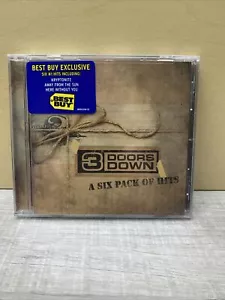 BEST BUY EXCLUSIVE
SIX #1 HITS INCLUDING:
KRYPTONITE
AWAY FROM THE SUN
HERE WITHOUT YOU
BEST
BUY
3 DOORS
DOWN
A SIX PACK OF HITS